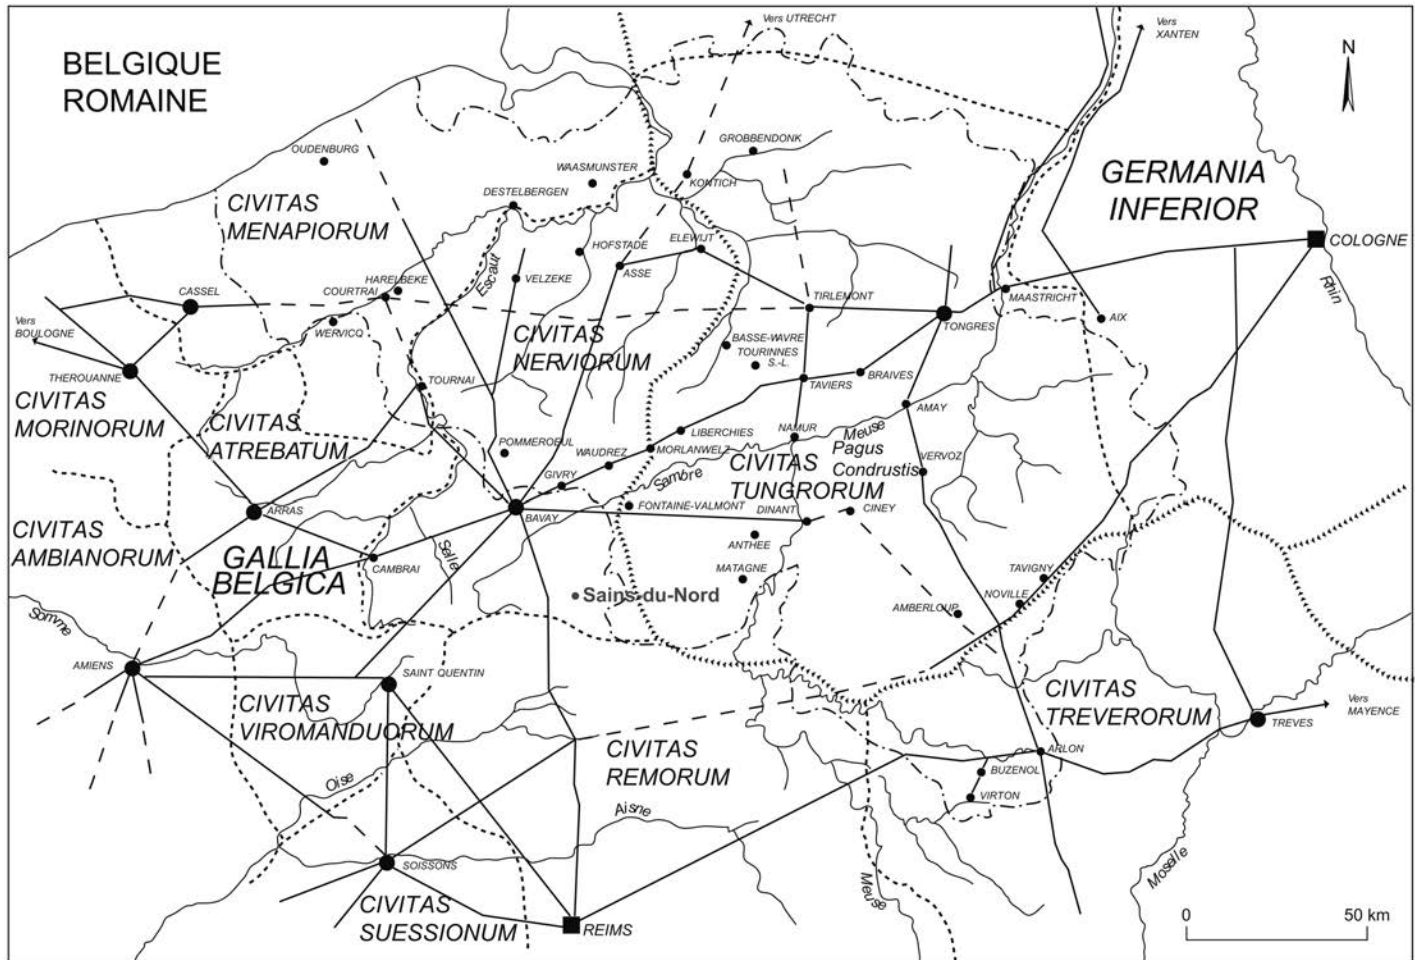 BELGIQUE
ROMAINE
Vers UTRECHT
Vers
XANTEN
N
OUDENBURG
GROBBENDONK
WAASMUNSTER
KONTICH
DESTELBERGEN
GERMANIA
INFERIOR
CIVITAS
MENAPIORUM
COLOGNE
HOFSTADE
ELEWIJT
ASSE
Escaut
VELZEKE
Rhin
HARELBEKE
COURTRAI
CASSEL
MAASTRICHT
TIRLEMONT
TONGRES
AIX
Vers
BOULOGNE
WERVICQ
CIVITAS
NERVIORUM
BASSE-WAVRE
TOURINNES
S.-L.
THEROUANNE
TOURNAI
TAVIERS
BRAIVES
CIVITAS
MORINORUM
AMAY
CIVITAS
ATREBATUM
LIBERCHIES
NAMUR
Meuse
POMMEROEUL
WAUDREZ
MORLANWELZ
Pagus
Condrustis
VERVOZ
GIVRY
Sambre
CIVITAS
TUNGRORUM
ARRAS
BAVAY
FONTAINE-VALMONT
DINANT
CINEY
CIVITAS
AMBIANORUM
GALLIA
BELGICA
Selle
CAMBRAI
ANTHEE
MATAGNE
TAVIGNY
Sains-du-Nord
NOVILLE
AMBERLOUP
Somme
AMIENS
SAINT QUENTIN
CIVITAS
VIROMANDUORUM
CIVITAS
TREVERORUM
Vers
MAYENCE
TREVES
CIVITAS
REMORUM
ARLON
BUZENOL
VIRTON
Oise
Aisne
SOISSONS
Moselle
Meuse
CIVITAS
SUESSIONUM
REIMS
0 50 km